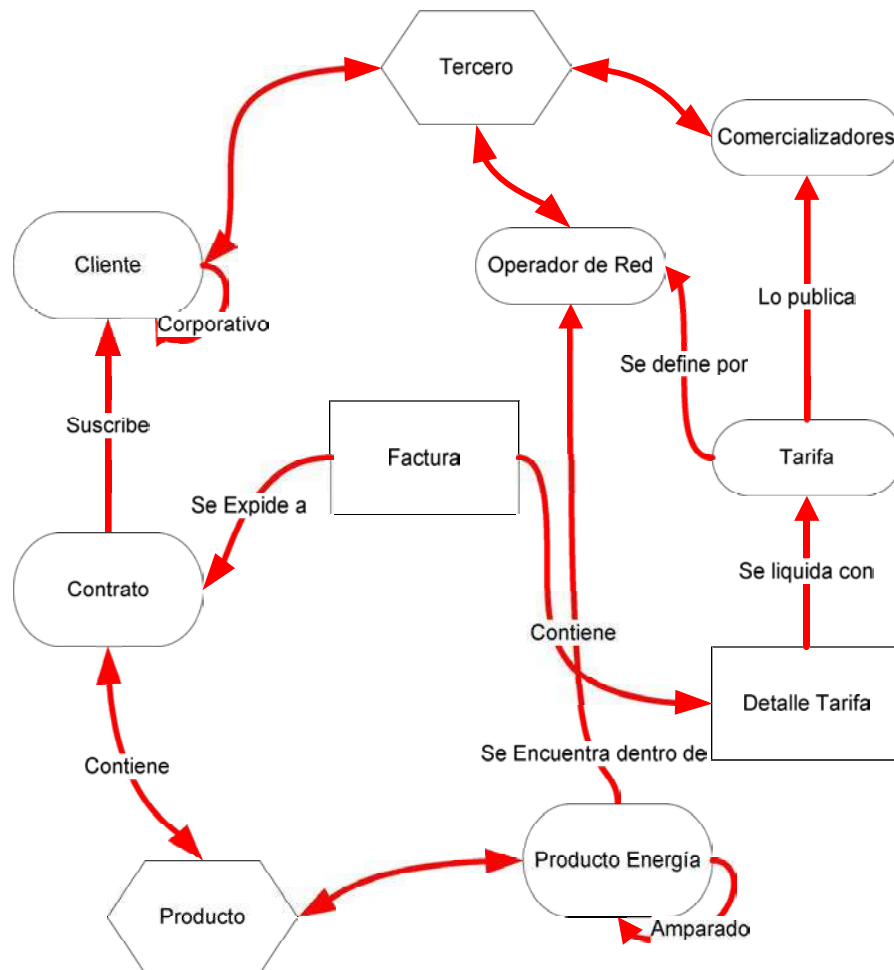 Tercero
Comercializadores
Cliente
Operador de Red
Lo publica
Corporativo
Se define por
Suscribe
Factura
Tarifa
Se Expide a
Se liquida con
Contrato
Contiene
Detalle Tarifa
Se Encuentra dentro de
Contiene
Producto Energía
Producto
Amparado